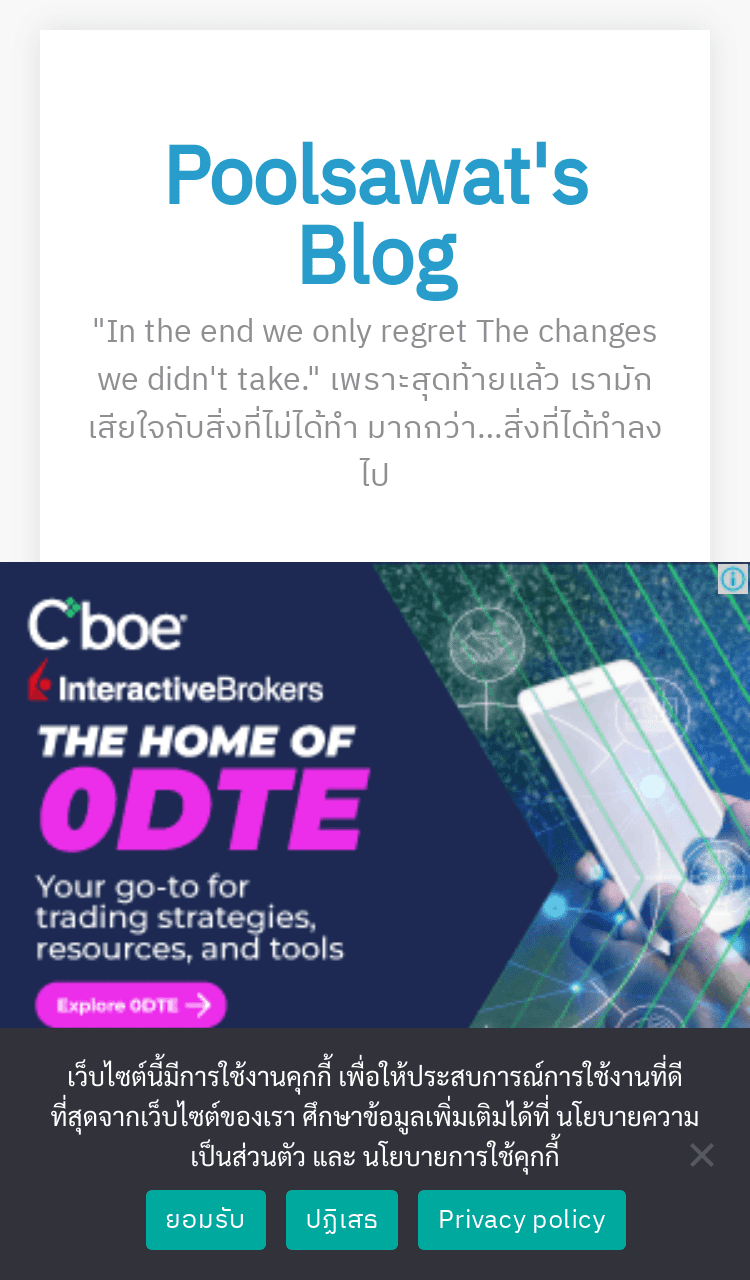 Poolsawat's
Blog
"In the end we only regret The changes
we didn't take." เพราะสุดท้ายแล้ว เรามัก
เสียใจกับสิ่งที่ไม่ได้ทำ มากกว่า...สิ่งที่ได้ทำลง
ไป
Cboe
InteractiveBrokers
THE HOME OF
0DTE
Your go-to for
trading strategies,
resources, and tools
Explore 0DTE
เว็บไซต์นี้มีการใช้งานคุกกี้ เพื่อให้ประสบการณ์การใช้งานที่ดี
ที่สุดจากเว็บไซต์ของเรา ศึกษาข้อมูลเพิ่มเติมได้ที่ นโยบายความ
เป็นส่วนตัว และ นโยบายการใช้คุกกี้
ยอมรับ ปฏิเสธ Privacy policy